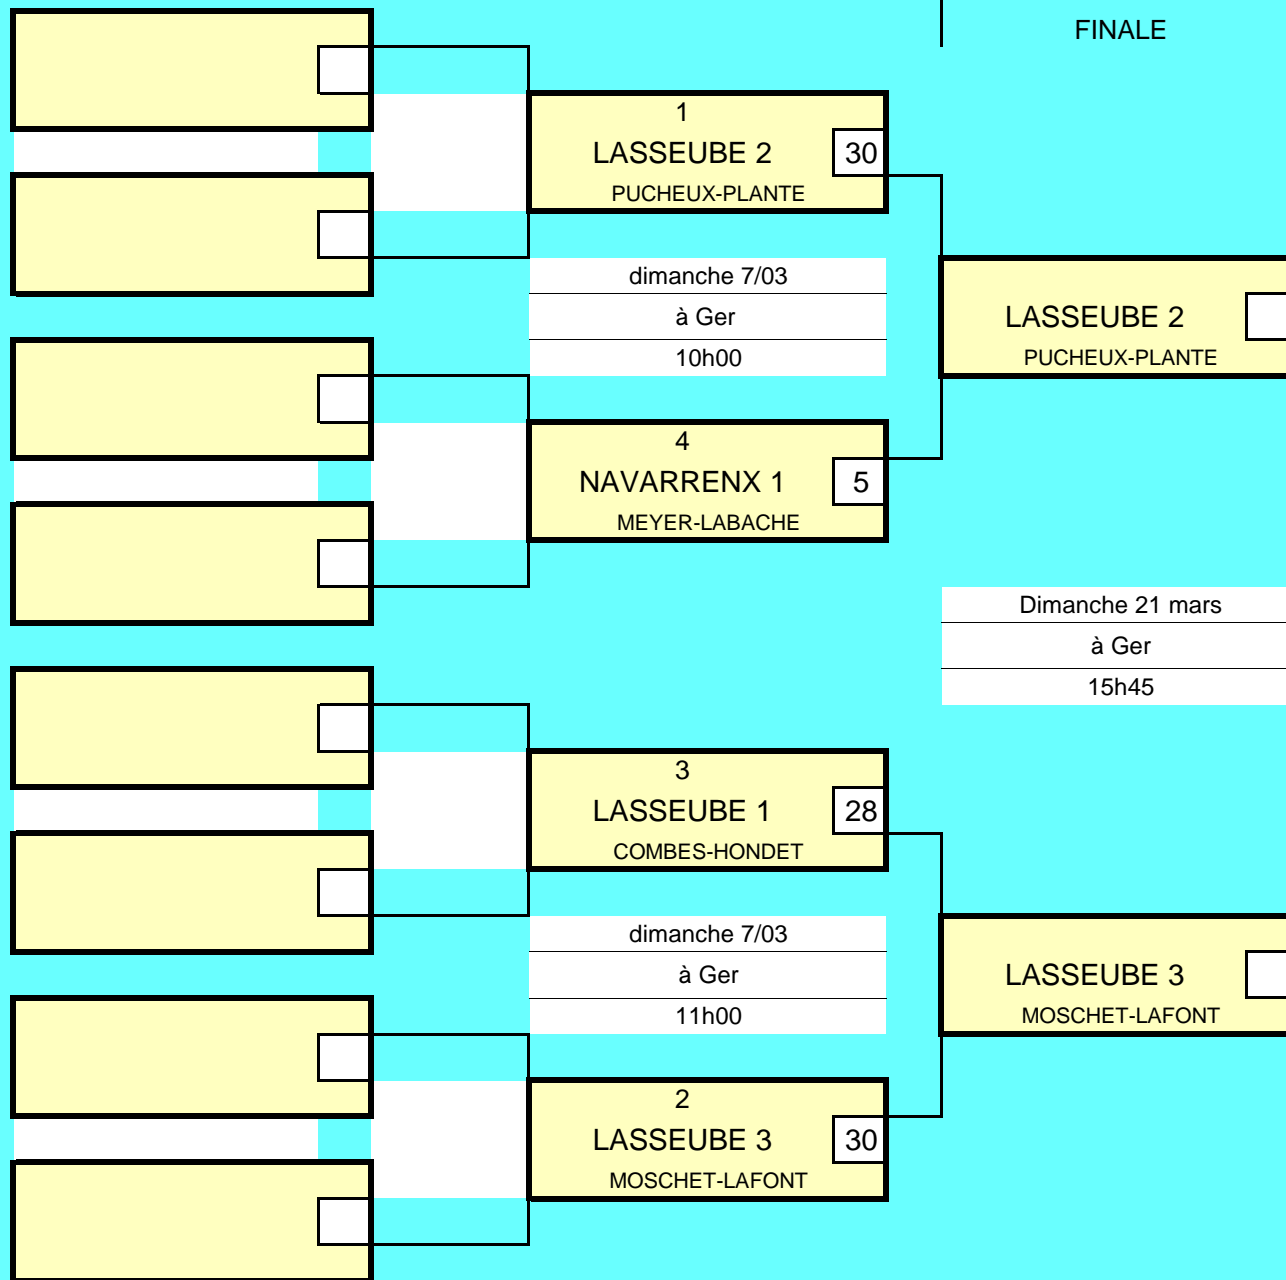 FINALE
1
LASSEUBE 2
30
PUCHEUX-PLANTE
dimanche 7/03
à Ger
10h00
LASSEUBE 2
PUCHEUX-PLANTE
4
NAVARRENX 1
5
MEYER-LABACHE
Dimanche 21 mars
à Ger
15h45
3
LASSEUBE 1
28
COMBES-HONDET
dimanche 7/03
à Ger
11h00
LASSEUBE 3
MOSCHET-LAFONT
2
LASSEUBE 3
30
MOSCHET-LAFONT